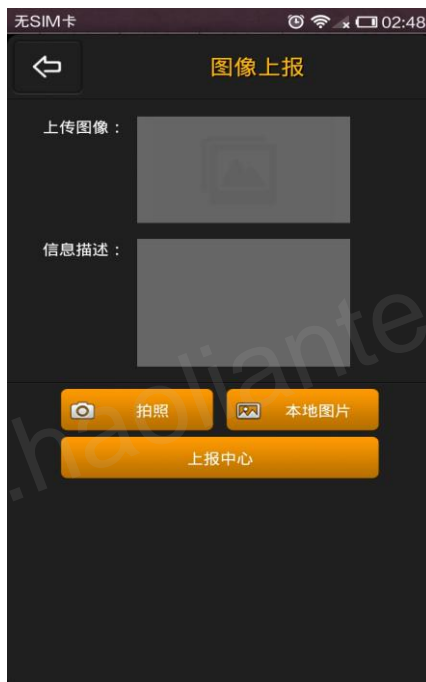 无SIM卡 02:48
图像上报
上传图像：
信息描述：
拍照 本地图片
上报中心
.haoliante